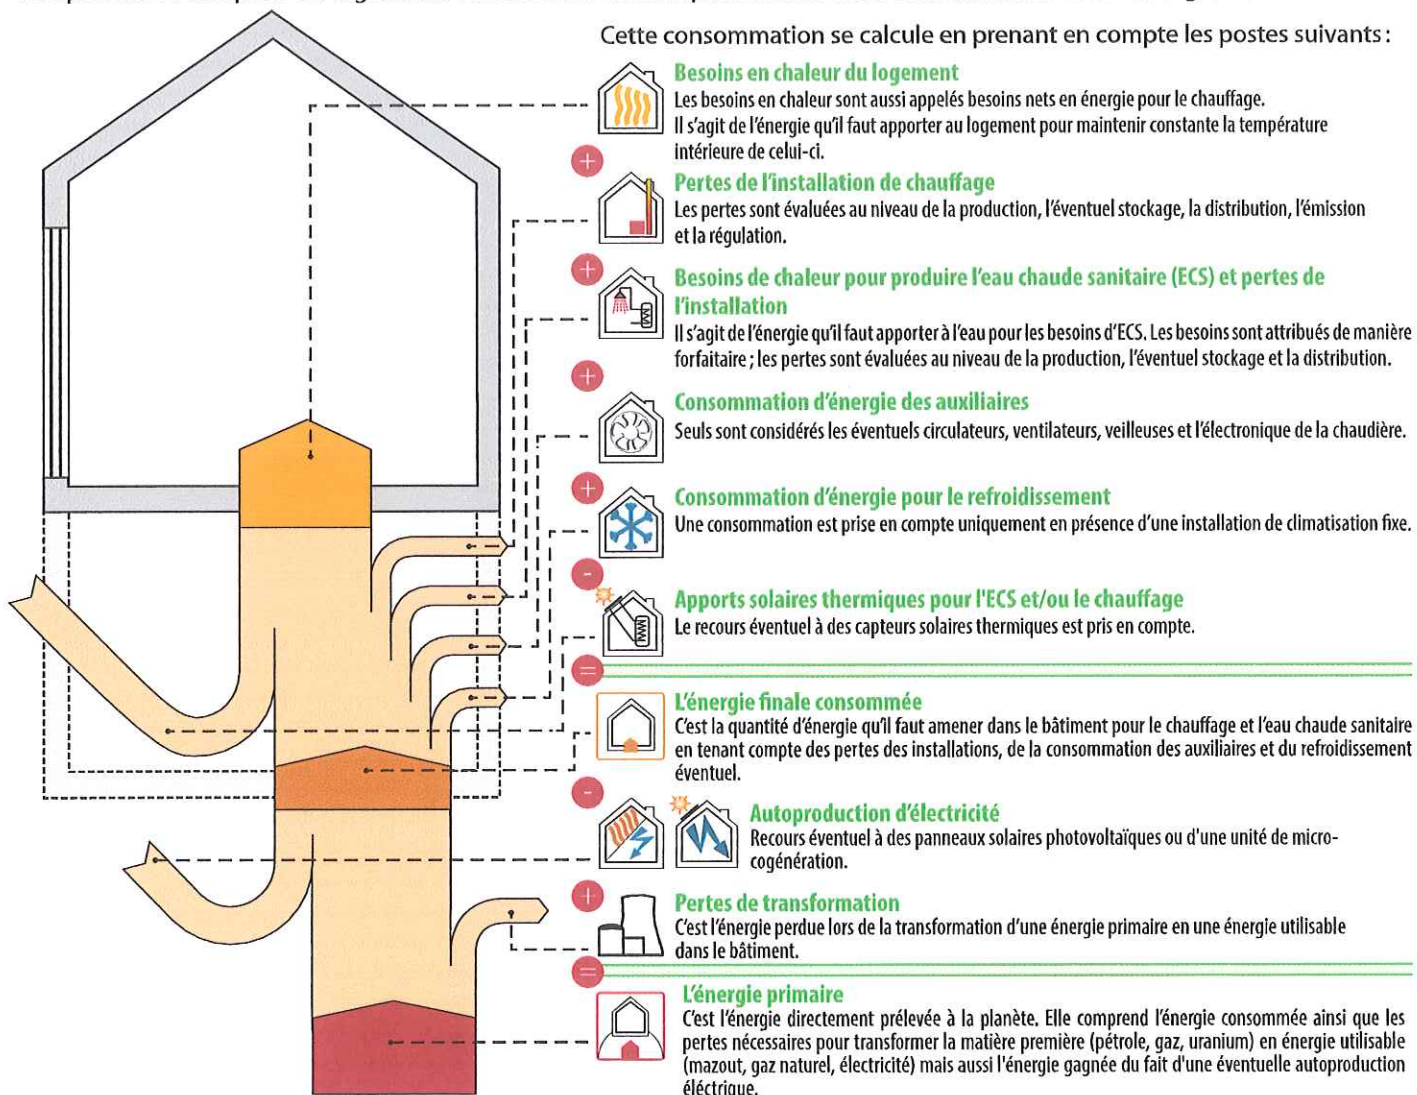 Cette consommation se calcule en prenant en compte les postes suivants :
Besoins en chaleur du logement
Les besoins en chaleur sont aussi appelés besoins nets en énergie pour le chauffage.
Il s'agit de l'énergie qu'il faut apporter au logement pour maintenir constante la température
intérieure de celui-ci.
+
Pertes de l'installation de chauffage
Les pertes sont évaluées au niveau de la production, l'éventuel stockage, la distribution, l'émission
et la régulation.
+
Besoins de chaleur pour produire l'eau chaude sanitaire (ECS) et pertes de
l'installation
Il s'agit de l'énergie qu'il faut apporter à l'eau pour les besoins d'ECS. Les besoins sont attribués de manière
forfaitaire ; les pertes sont évaluées au niveau de la production, l'éventuel stockage et la distribution.
+
Consommation d'énergie des auxiliaires
Seuls sont considérés les éventuels circulateurs, ventilateurs, veilleuses et l'électronique de la chaudière.
+
Consommation d'énergie pour le refroidissement
Une consommation est prise en compte uniquement en présence d'une installation de climatisation fixe.
-
Apports solaires thermiques pour l'ECS et/ou le chauffage
Le recours éventuel à des capteurs solaires thermiques est pris en compte.
=
L'énergie finale consommée
C'est la quantité d'énergie qu'il faut amener dans le bâtiment pour le chauffage et l'eau chaude sanitaire
en tenant compte des pertes des installations, de la consommation des auxiliaires et du refroidissement
éventuel.
-
Autoproduction d'électricité
Recours éventuel à des panneaux solaires photovoltaïques ou d'une unité de micro-
cogénération.
+
Pertes de transformation
C'est l'énergie perdue lors de la transformation d'une énergie primaire en une énergie utilisable
dans le bâtiment.
=
L'énergie primaire
C'est l'énergie directement prélevée à la planète. Elle comprend l'énergie consommée ainsi que les
pertes nécessaires pour transformer la matière première (pétrole, gaz, uranium) en énergie utilisable
(mazout, gaz naturel, électricité) mais aussi l'énergie gagnée du fait d'une éventuelle autoproduction
éléctrique.